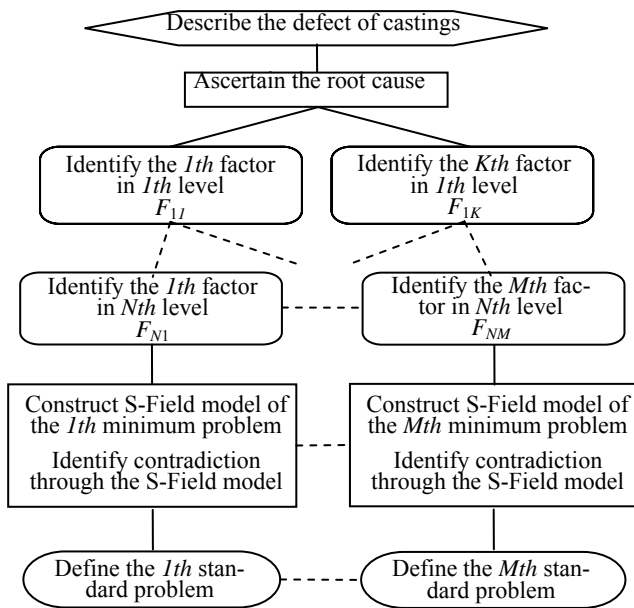 Describe the defect of castings
Ascertain the root cause
Identify the 1th factor
in 1th level
F11
Identify the Kth factor
in 1th level
F1K
Identify the 1th factor
in Nth level
FN1
Identify the Mth fac-
tor in Nth level
FNM
Construct S-Field model of
the 1th minimum problem
Identify contradiction
through the S-Field model
Construct S-Field model of
the Mth minimum problem
Identify contradiction
through the S-Field model
Define the 1th stan-
dard problem
Define the Mth stan-
dard problem